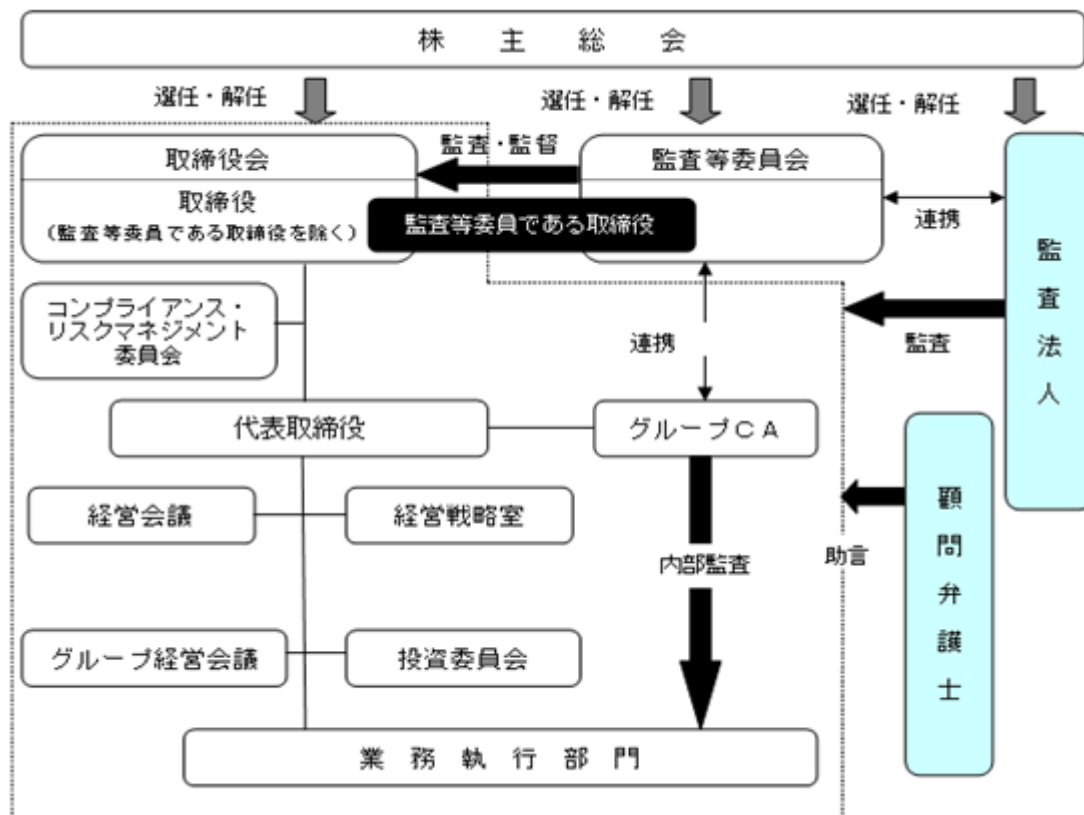 株主総会
選任・解任
選任・解任
選任・解任
取締役会
監査・監督
監査等委員会
取締役
(監査等委員である取締役を除く)
監査等委員である取締役
連携
監査法人
コンプライアンス・
リスクマネジメント
委員会
連携
監査
代表取締役
グループCA
経営会議
経営戦略室
顧問弁護士
内部監査
助言
グループ経営会議
投資委員会
業務執行部門